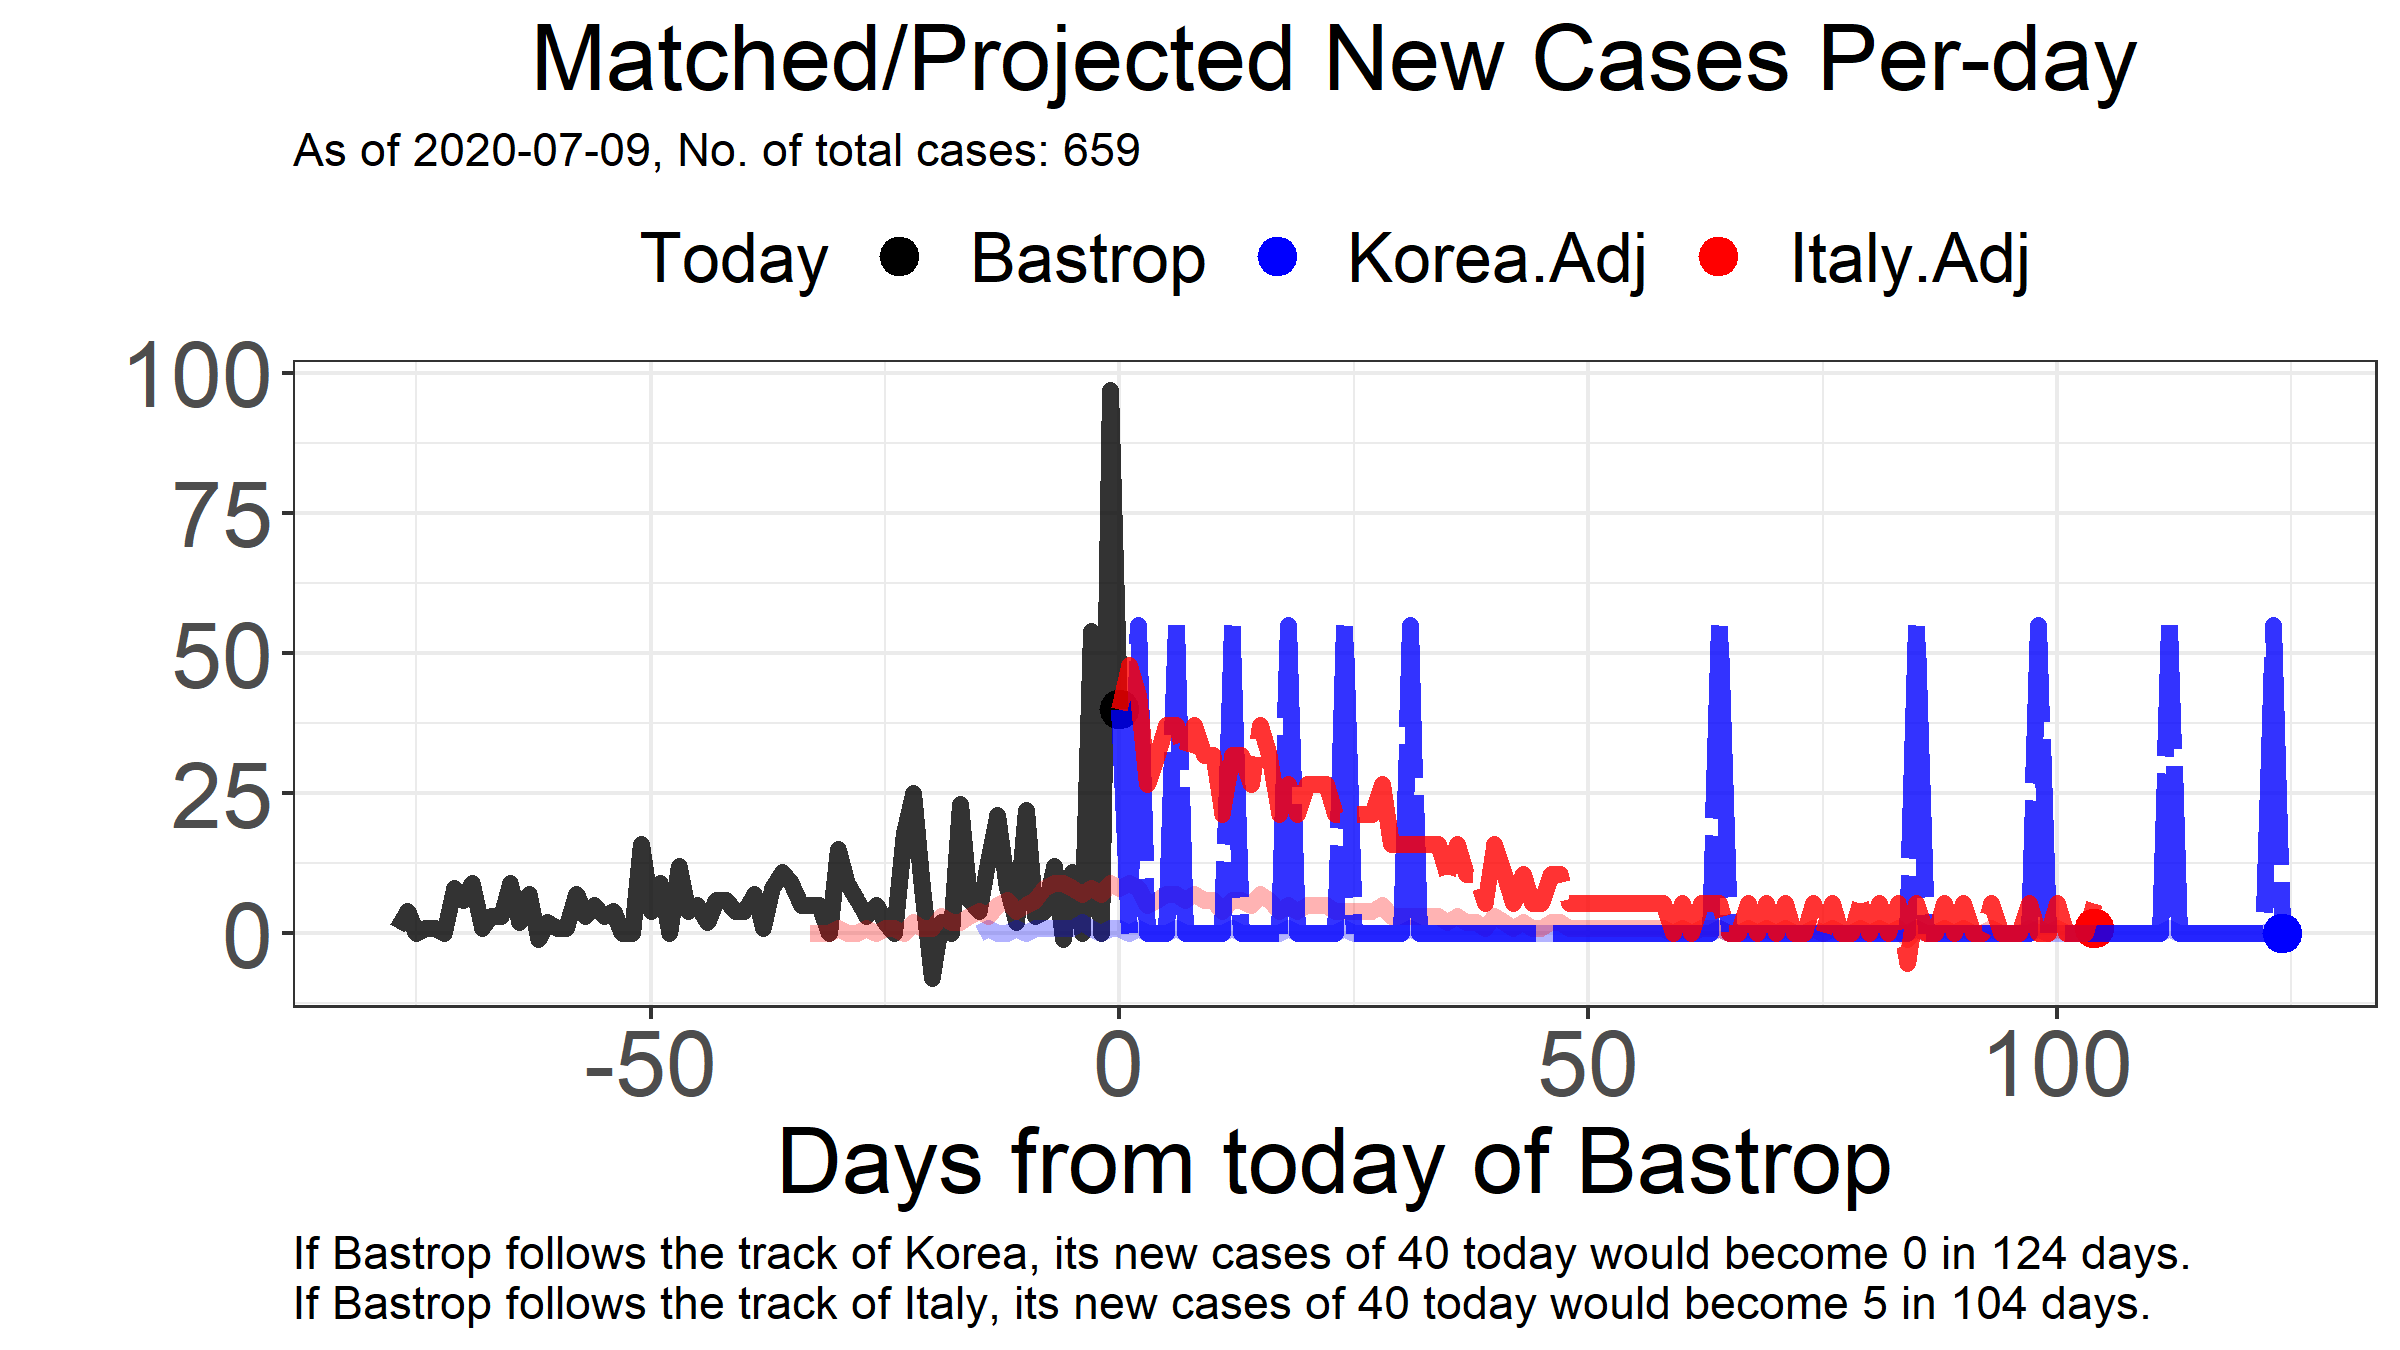 Matched/Projected New Cases Per-day
As of 2020-07-09, No. of total cases: 659
Today Bastrop Korea.Adj Italy.Adj
100
75
50
25
0
-50 0 50 100
Days from today of Bastrop
If Bastrop follows the track of Korea, its new cases of 40 today would become 0 in 124 days.
If Bastrop follows the track of Italy, its new cases of 40 today would become 5 in 104 days.